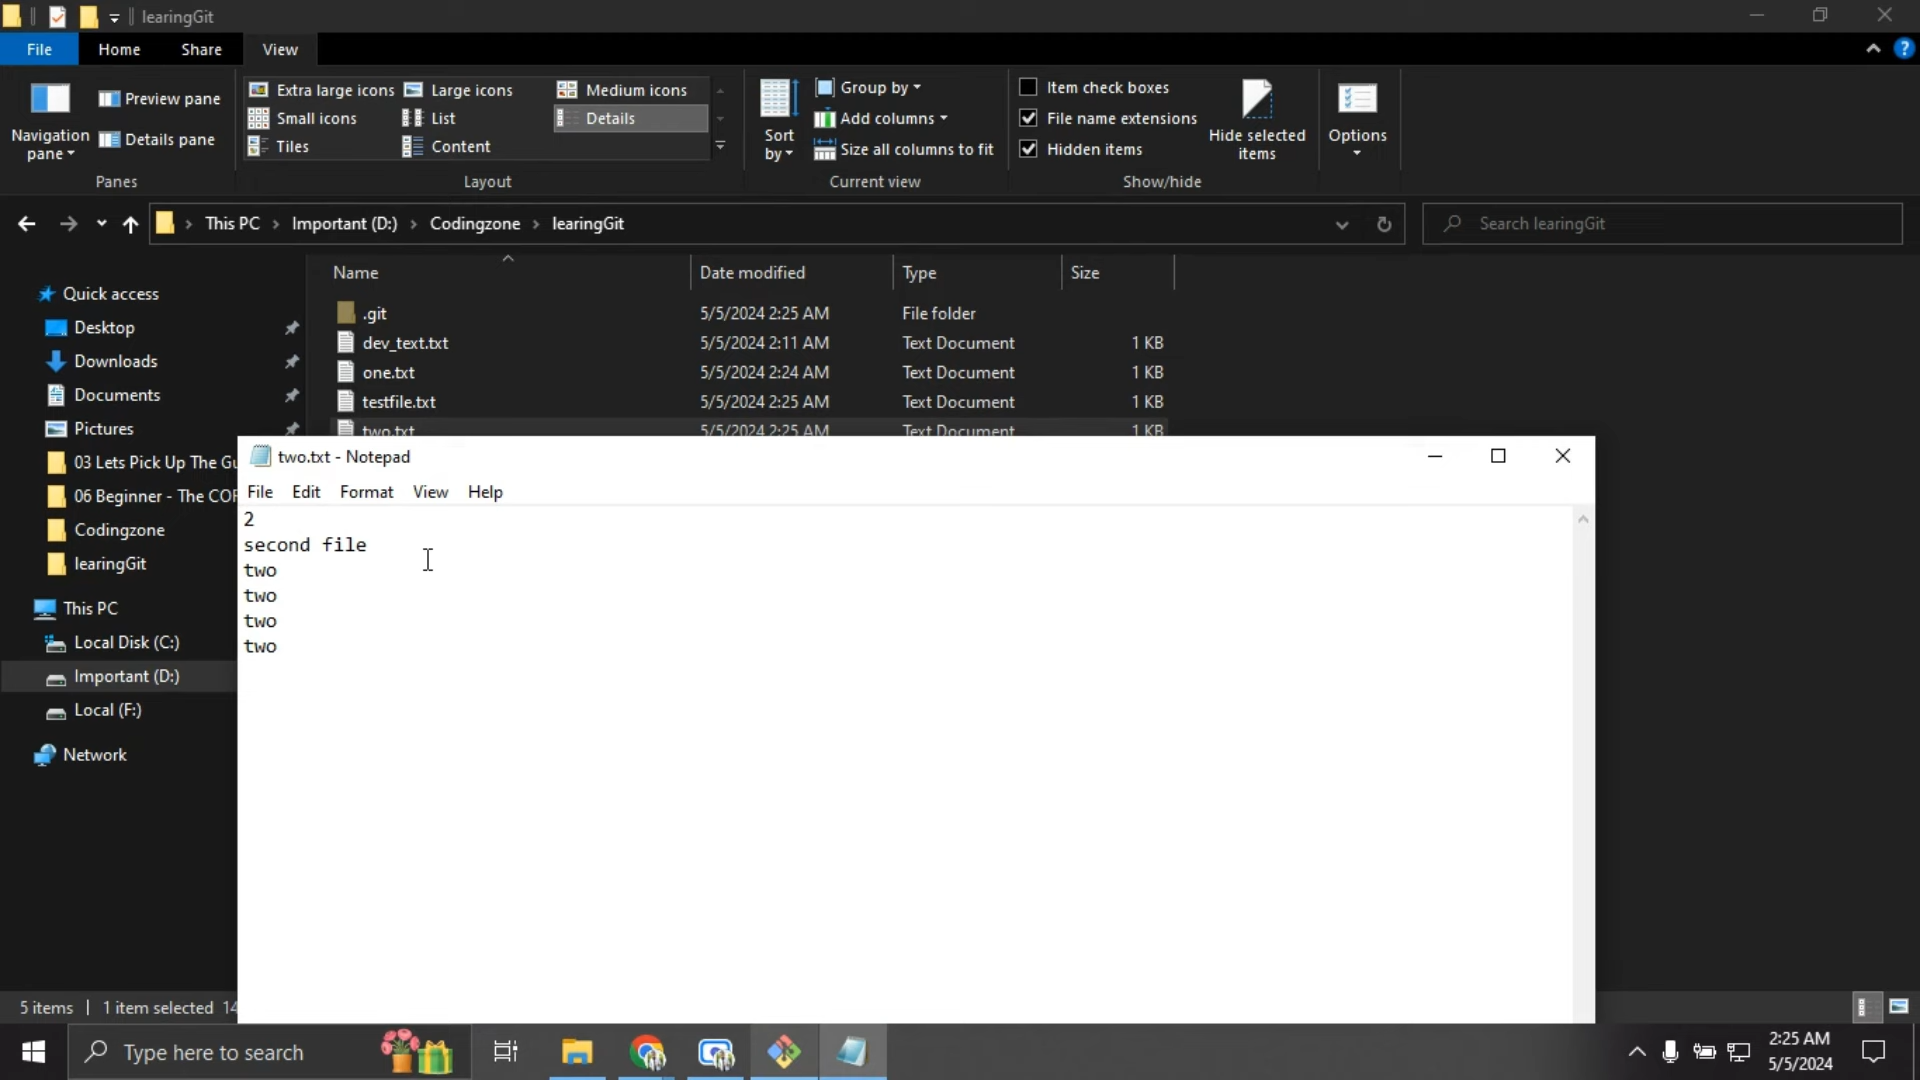 learingGit
File Home Share View
Navigation pane
Preview pane
Details pane
Panes
Extra large icons Large icons Medium icons
Small icons List Details
Tiles Content
Layout
Sort by
Group by
Add columns
Size all columns to fit
Current view
Item check boxes
File name extensions
Hidden items
Hide selected items
Show/hide
Options
This PC Important (D:) Codingzone learingGit
Search learingGit
Name Date modified Type Size
.git 5/5/2024 2:25 AM File folder
dev_text.txt 5/5/2024 2:11 AM Text Document 1 KB
one.txt 5/5/2024 2:24 AM Text Document 1 KB
testfile.txt 5/5/2024 2:25 AM Text Document 1 KB
two.txt 5/5/2024 2:25 AM Text Document 1 KB
Quick access
Desktop
Downloads
Documents
Pictures
03 Lets Pick Up The Gu
06 Beginner - The COR
Codingzone
learingGit
This PC
Local Disk (C:)
Important (D:)
Local (F:)
Network
two.txt - Notepad
File Edit Format View Help
2
second file
two
two
two
two
5 items 1 item selected 14
Type here to search
2:25 AM
5/5/2024